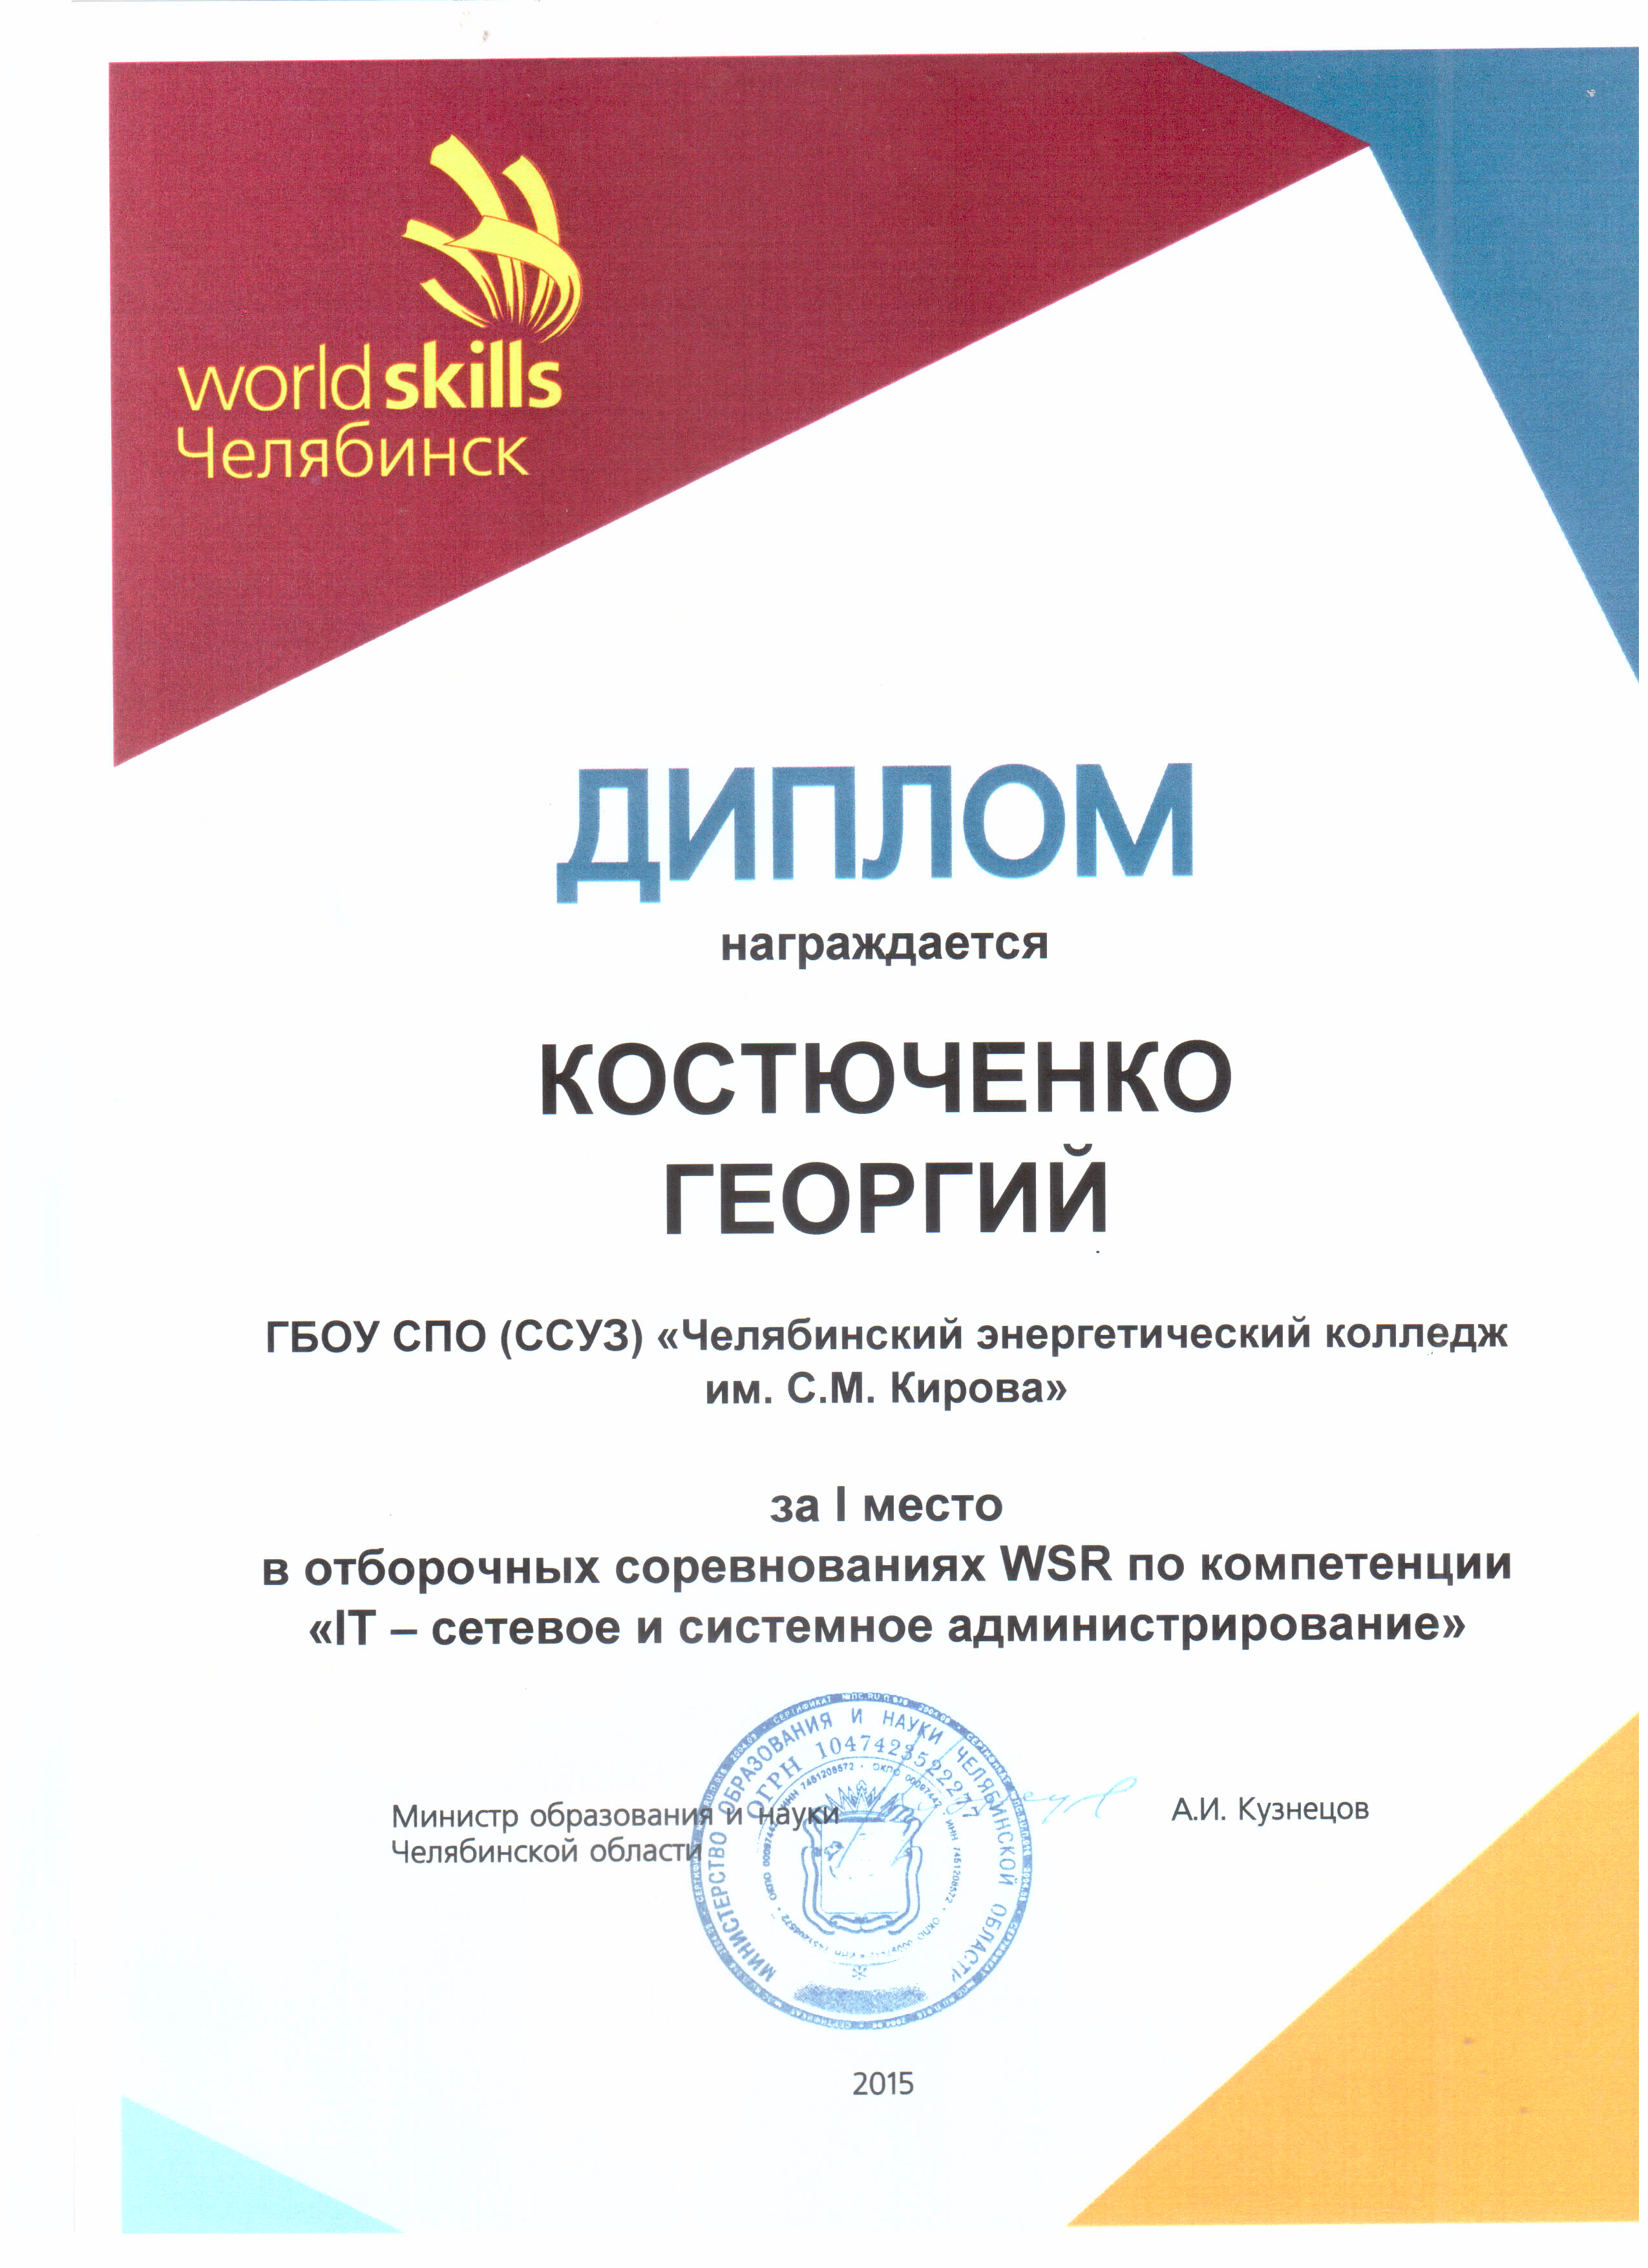 worldskills
Челябинск
ДИПЛОМ
награждается
КОСТЮЧЕНКО
ГЕОРГИЙ
ГБОУ СПО (ССУЗ) «Челябинский энергетический колледж
им. С.М. Кирова»
за I место
в отборочных соревнованиях WSR по компетенции
«IT – сетевое и системное администрирование»
Министр образования и науки
Челябинской области
А.И. Кузнецов
МИНИСТЕРСТВО ОБРАЗОВАНИЯ И НАУКИ ЧЕЛЯБИНСКОЙ ОБЛАСТИ
ОГРН 1047423522277
2015